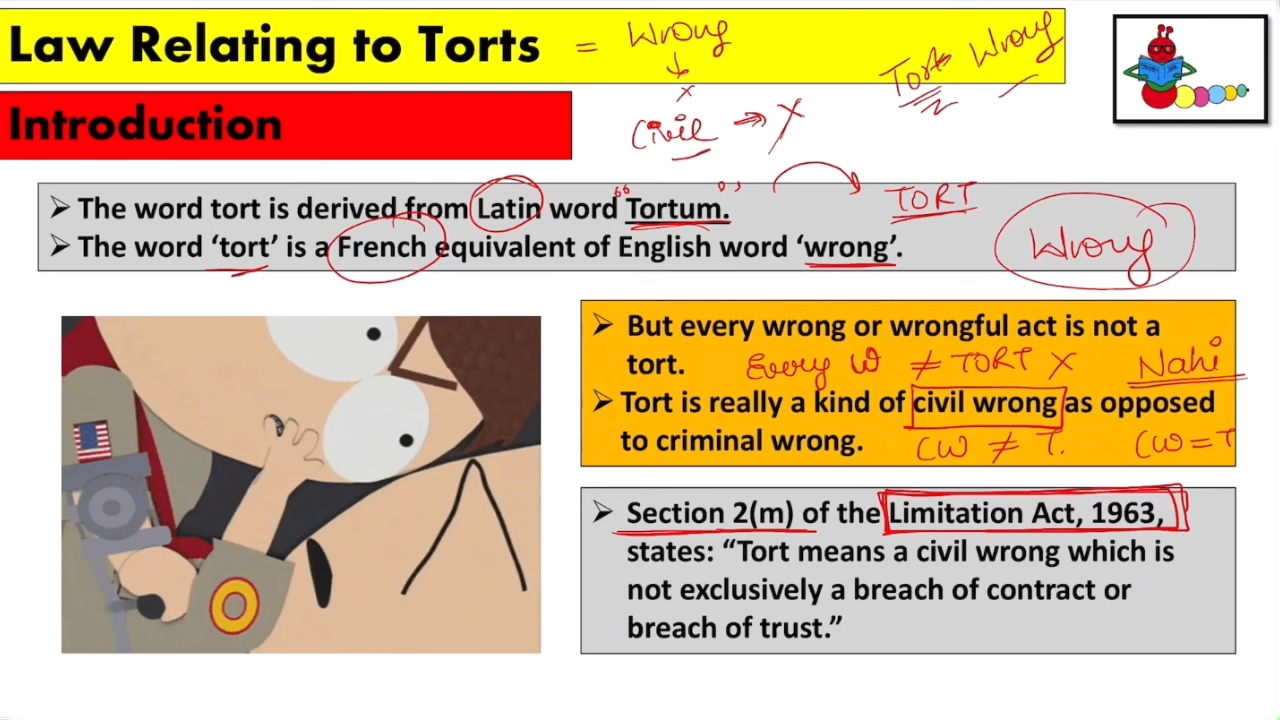 Law Relating to Torts = Wrong
Torts Wrong
Introduction
Civil
➢ The word tort is derived from Latin word "Tortum."
TORT
➢ The word 'tort' is a French equivalent of English word 'wrong'.
Wrong
➢ But every wrong or wrongful act is not a
tort. Every W ≠ TORT X Nahi
➢ Tort is really a kind of civil wrong as opposed
to criminal wrong. CW ≠ T. CW = T
➢ Section 2(m) of the Limitation Act, 1963,
states: “Tort means a civil wrong which is
not exclusively a breach of contract or
breach of trust.”